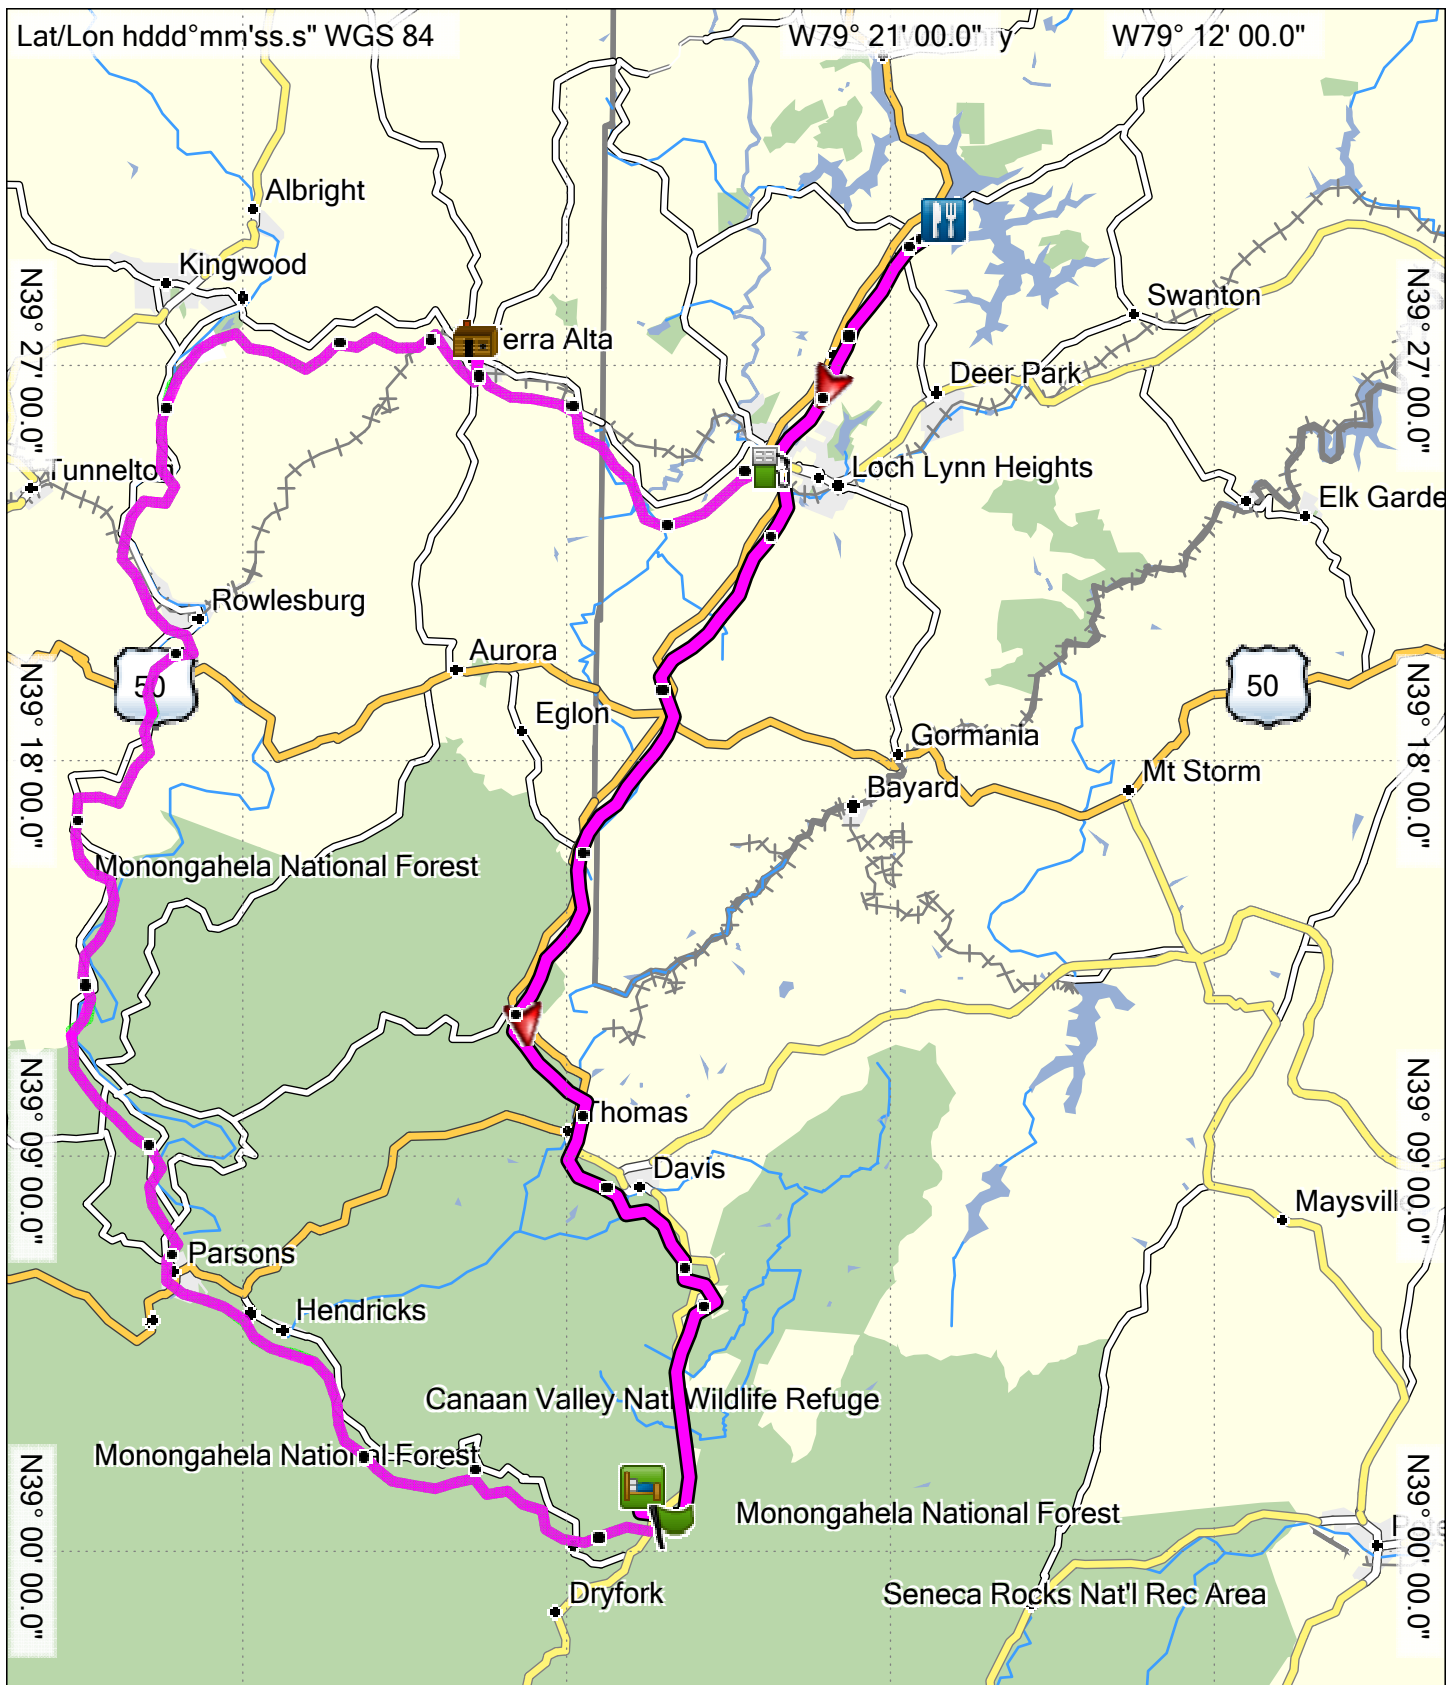 Lat/Lon hddd°mm'ss.s" WGS 84
W79° 21' 00.0"
W79° 12' 00.0"
Albright
Kingwood
N39° 27' 00.0"
N39° 27' 00.0"
Swanton
erra Alta
Deer Park
Tunnelton
Loch Lynn Heights
Elk Garde
Rowlesburg
Aurora
50
50
Eglon
N39° 18' 00.0"
N39° 18' 00.0"
Gormania
Mt Storm
Bayard
Monongahela National Forest
N39° 09' 00.0"
N39° 09' 00.0"
Thomas
Davis
Maysville
Parsons
Hendricks
Canaan Valley Natl Wildlife Refuge
Monongahela National Forest
N39° 00' 00.0"
N39° 00' 00.0"
Monongahela National Forest
Dryfork
Seneca Rocks Nat'l Rec Area